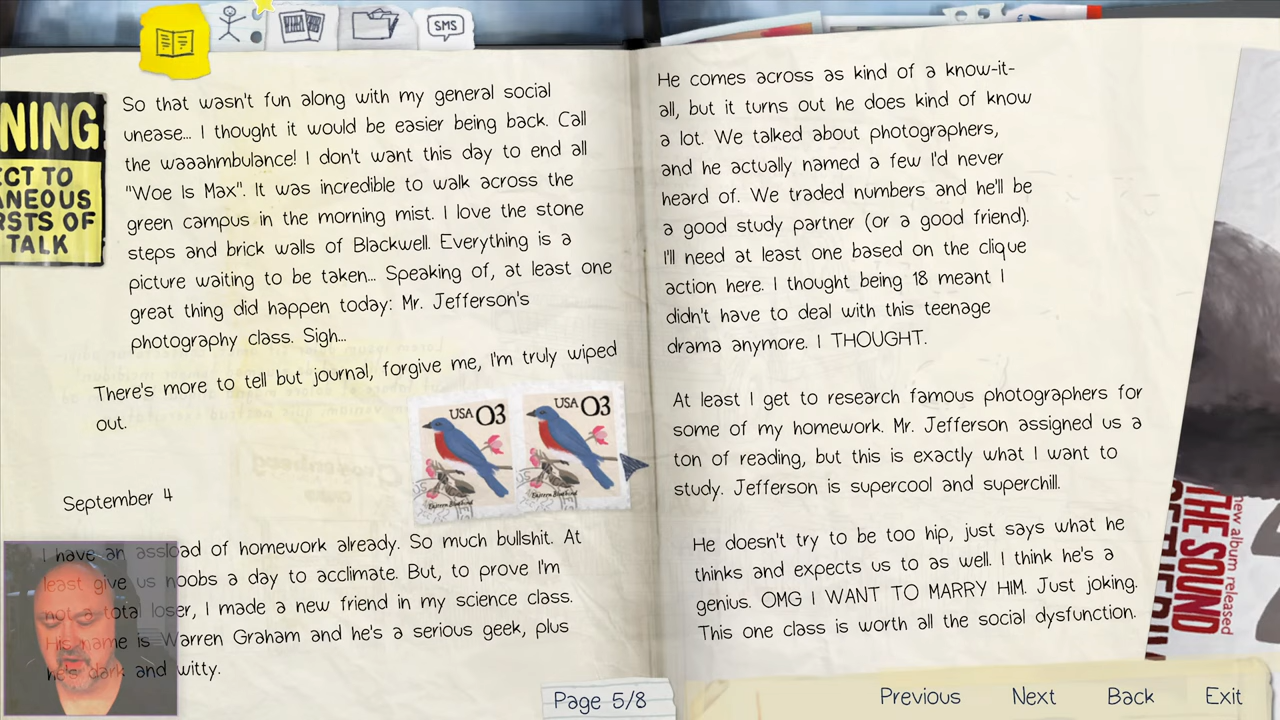 SMS
NING
ECT TO
ANEOUS
RSTS OF
TALK
So that wasn't fun along with my general social
unease... I thought it would be easier being back. Call
the waaahmbulance! I don't want this day to end all
"Woe Is Max". It was incredible to walk across the
green campus in the morning mist. I love the stone
steps and brick walls of Blackwell. Everything is a
picture waiting to be taken... Speaking of, at least one
great thing did happen today: Mr. Jefferson's
photography class. Sigh...
There's more to tell but journal, forgive me, I'm truly wiped
out.
USA 03
USA 03
Eastern Bluebird
Eastern Bluebird
September 4
I have an assload of homework already. So much bullshit. At
least give us noobs a day to acclimate. But, to prove I'm
not a total loser, I made a new friend in my science class.
His name is Warren Graham and he's a serious geek, plus
he's dark and witty.
He comes across as kind of a know-it-
all, but it turns out he does kind of know
a lot. We talked about photographers,
and he actually named a few I'd never
heard of. We traded numbers and he'll be
a good study partner (or a good friend).
I'll need at least one based on the clique
action here. I thought being 18 meant I
didn't have to deal with this teenage
drama anymore. I THOUGHT.
At least I get to research famous photographers for
some of my homework. Mr. Jefferson assigned us a
ton of reading, but this is exactly what I want to
study. Jefferson is supercool and superchill.
He doesn't try to be too hip, just says what he
thinks and expects us to as well. I think he's a
genius. OMG I WANT TO MARRY HIM. Just joking.
This one class is worth all the social dysfunction.
new album released
THE SOUND
Page 5/8
Previous
Next
Back
Exit